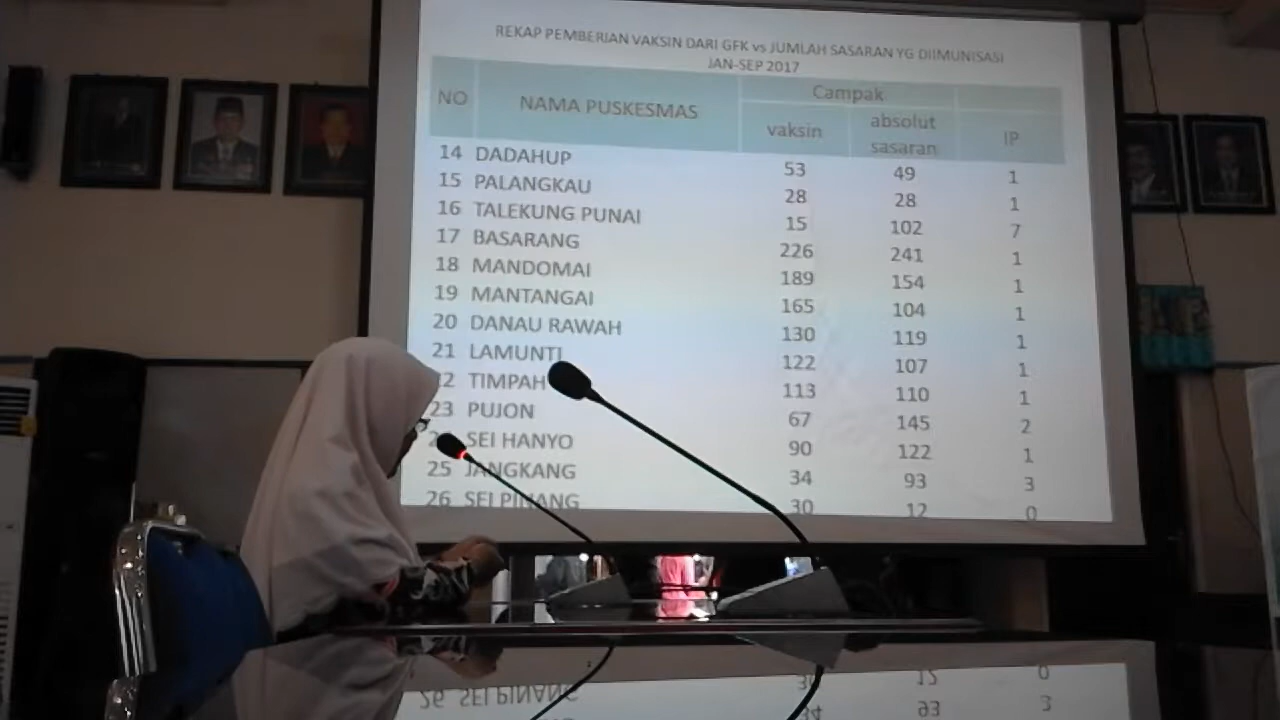 REKAP PEMBERIAN VAKSIN DARI GFK vs JUMLAH SASARAN YG DIIMUNISASI
JAN-SEP 2017
NO NAMA PUSKESMAS Campak
vaksin absolut sasaran IP
14 DADAHUP 53 49 1
15 PALANGKAU 28 28 1
16 TALEKUNG PUNAI 15 102 7
17 BASARANG 226 241 1
18 MANDOMAI 189 154 1
19 MANTANGAI 165 104 1
20 DANAU RAWAH 130 119 1
21 LAMUNTI 122 107 1
22 TIMPAH 113 110 1
23 PUJON 67 145 2
SEI HANYO 90 122 1
25 JANGKANG 34 93 3
26 SEI PINANG 30 12 0